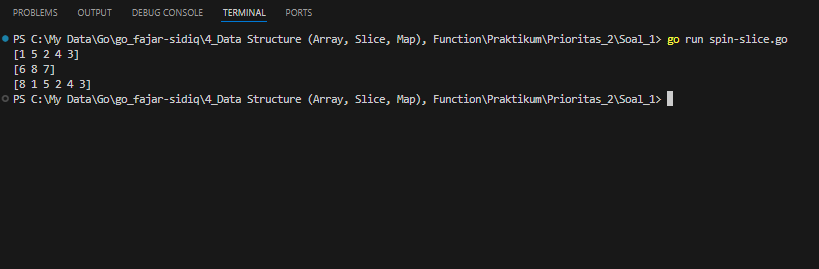 PROBLEMS OUTPUT DEBUG CONSOLE TERMINAL PORTS
PS C:\My Data\Go\go_fajar-sidiq\4_Data Structure (Array, Slice, Map), Function\Praktikum\Prioritas_2\Soal_1> go run spin-slice.go
[1 5 2 4 3]
[6 8 7]
[8 1 5 2 4 3]
PS C:\My Data\Go\go_fajar-sidiq\4_Data Structure (Array, Slice, Map), Function\Praktikum\Prioritas_2\Soal_1>